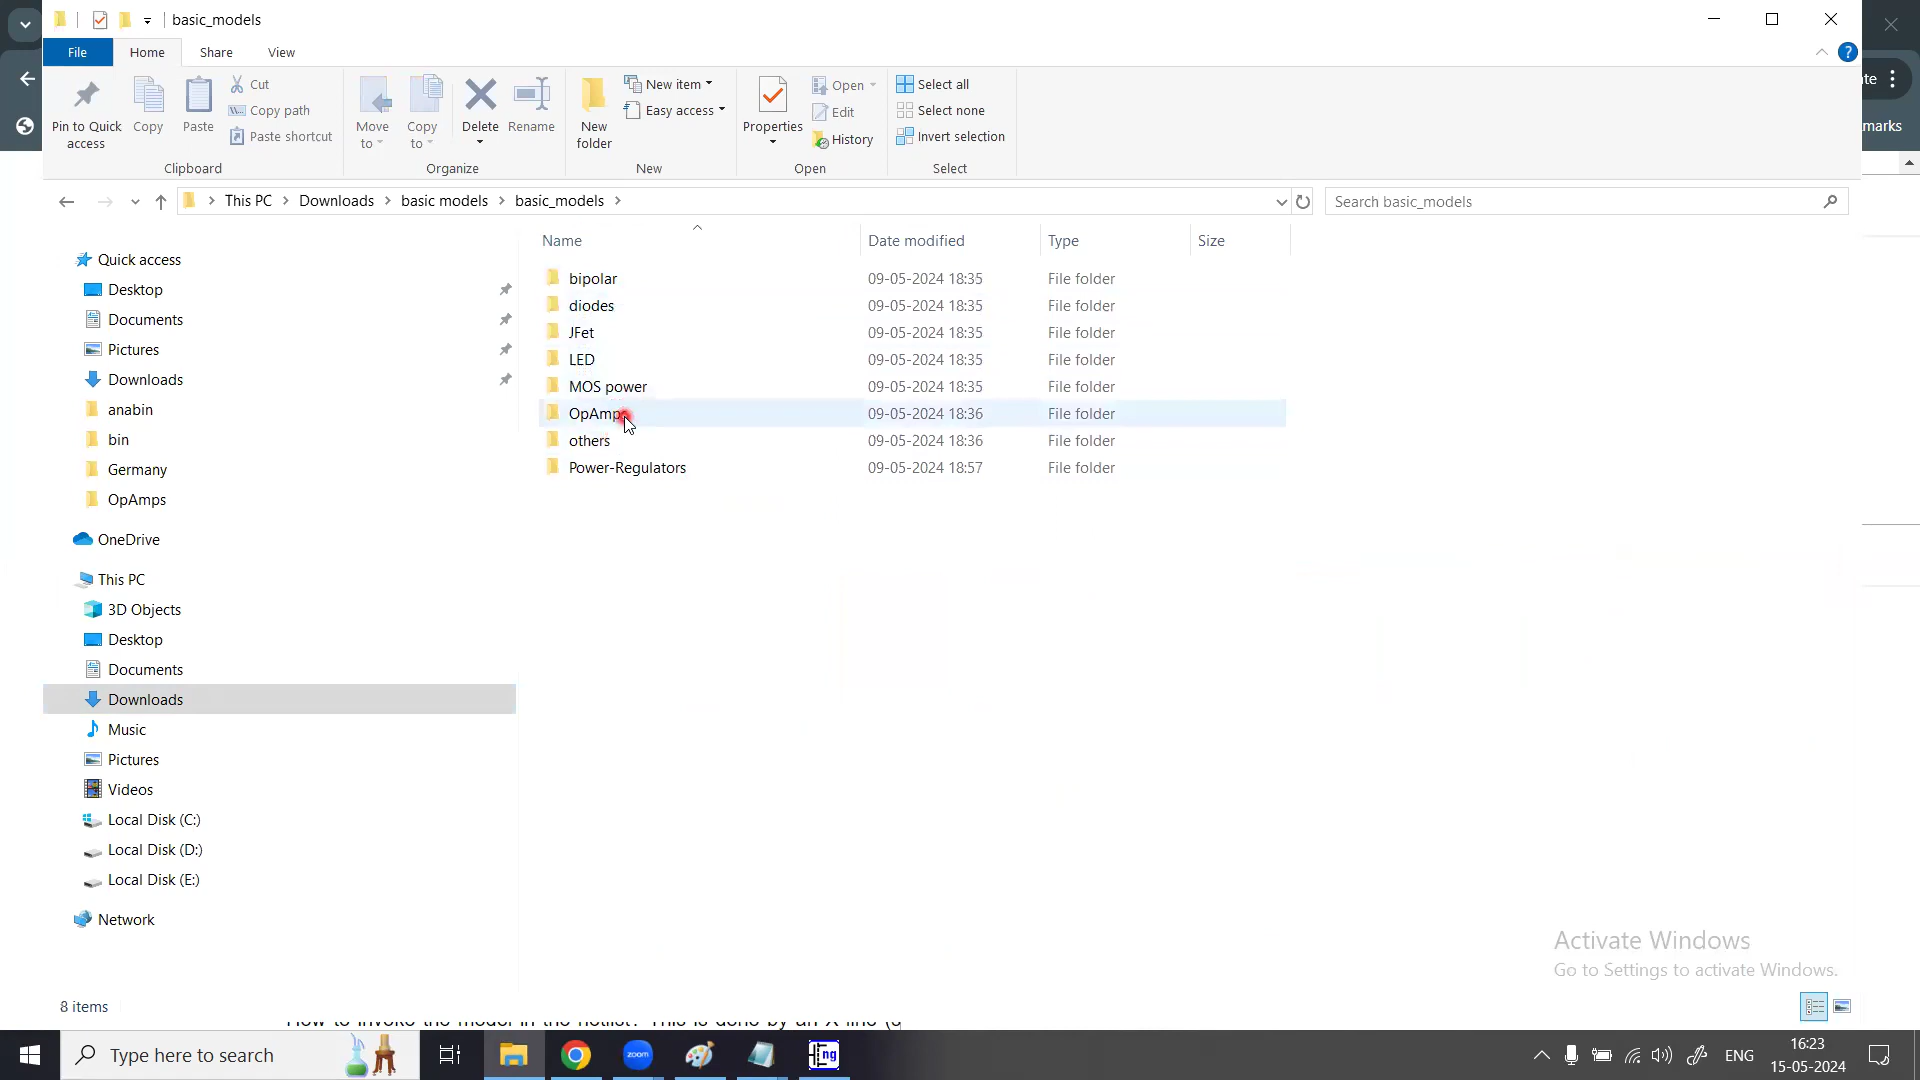 basic_models
File Home Share View
Pin to Quick access
Copy
Paste
Cut
Copy path
Paste shortcut
Clipboard
Move to
Copy to
Delete
Rename
Organize
New folder
New item
Easy access
New
Properties
Open
Edit
History
Open
Select all
Select none
Invert selection
Select
marks
This PC > Downloads > basic models > basic_models >
Search basic_models
Quick access
Desktop
Documents
Pictures
Downloads
anabin
bin
Germany
OpAmps
OneDrive
This PC
3D Objects
Desktop
Documents
Downloads
Music
Pictures
Videos
Local Disk (C:)
Local Disk (D:)
Local Disk (E:)
Network
Name Date modified Type Size
bipolar 09-05-2024 18:35 File folder
diodes 09-05-2024 18:35 File folder
JFet 09-05-2024 18:35 File folder
LED 09-05-2024 18:35 File folder
MOS power 09-05-2024 18:35 File folder
OpAmps 09-05-2024 18:36 File folder
others 09-05-2024 18:36 File folder
Power-Regulators 09-05-2024 18:57 File folder
Activate Windows
Go to Settings to activate Windows.
8 items
Type here to search
zoom
ng
ENG
16:23
15-05-2024